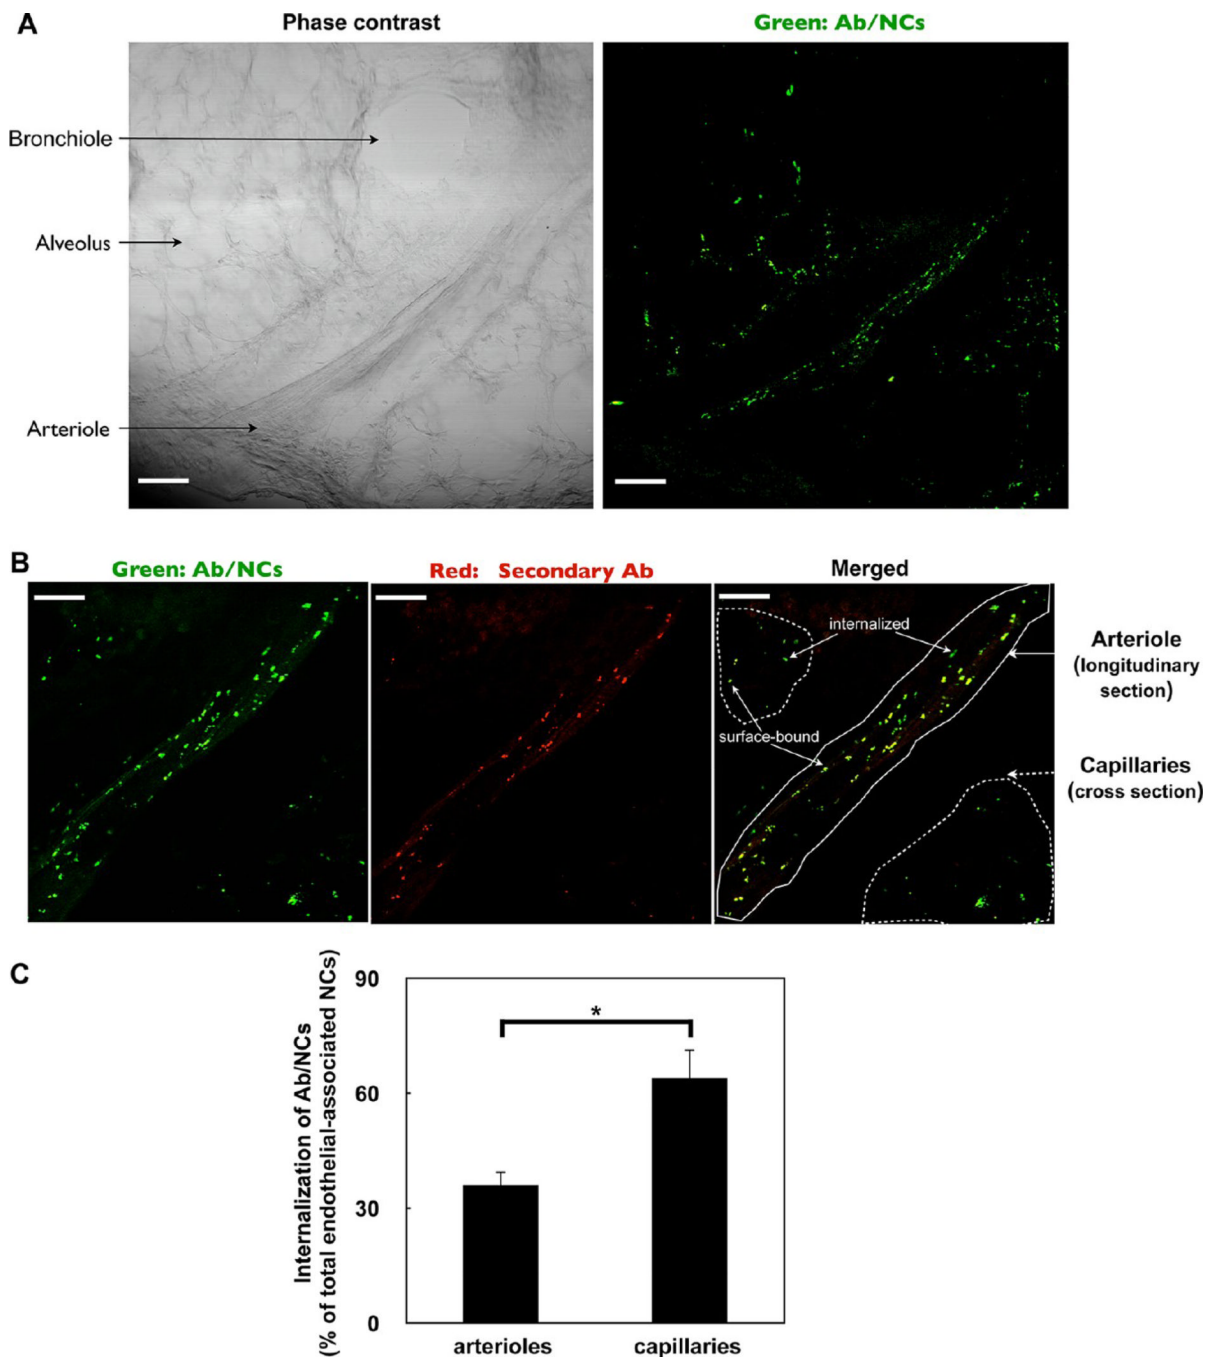 A
Phase contrast
Green: Ab/NCs
Bronchiole
Alveolus
Arteriole
B
Green: Ab/NCs
Red: Secondary Ab
Merged
internalized
surface-bound
Arteriole
(longitudinary
section)
Capillaries
(cross section)
C
Internalization of Ab/NCs
(% of total endothelial-associated NCs)
90
60
30
0
*
arterioles
capillaries